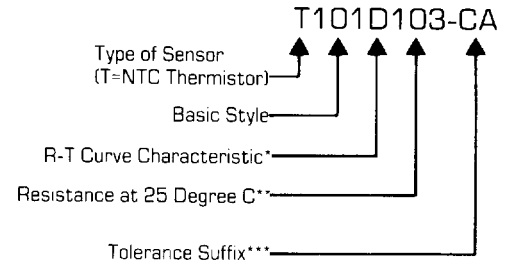 T101D103-CA
Type of Sensor
(T=NTC Thermistor)
Basic Style
R-T Curve Characteristic*
Resistance at 25 Degree C**
Tolerance Suffix***